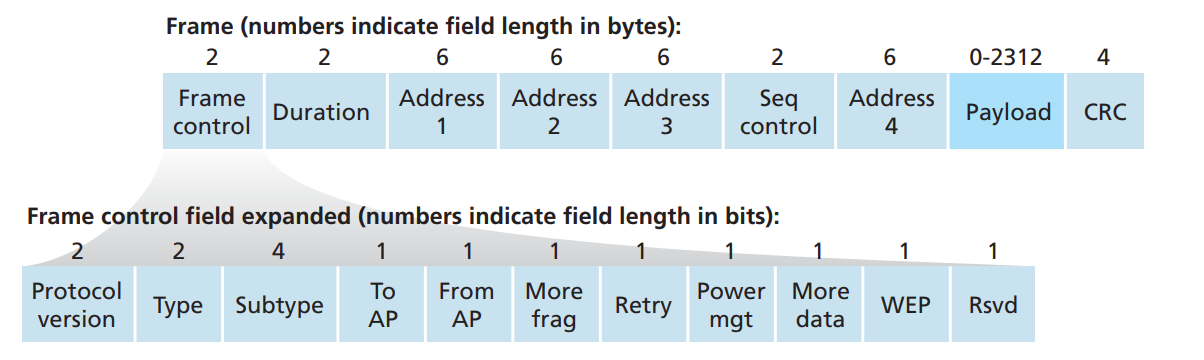 Frame (numbers indicate field length in bytes):
2 2 6 6 6 2 6 0-2312 4
Frame control
Duration
Address 1
Address 2
Address 3
Seq control
Address 4
Payload
CRC
Frame control field expanded (numbers indicate field length in bits):
2 2 4 1 1 1 1 1 1 1 1
Protocol version
Type
Subtype
To AP
From AP
More frag
Retry
Power mgt
More data
WEP
Rsvd